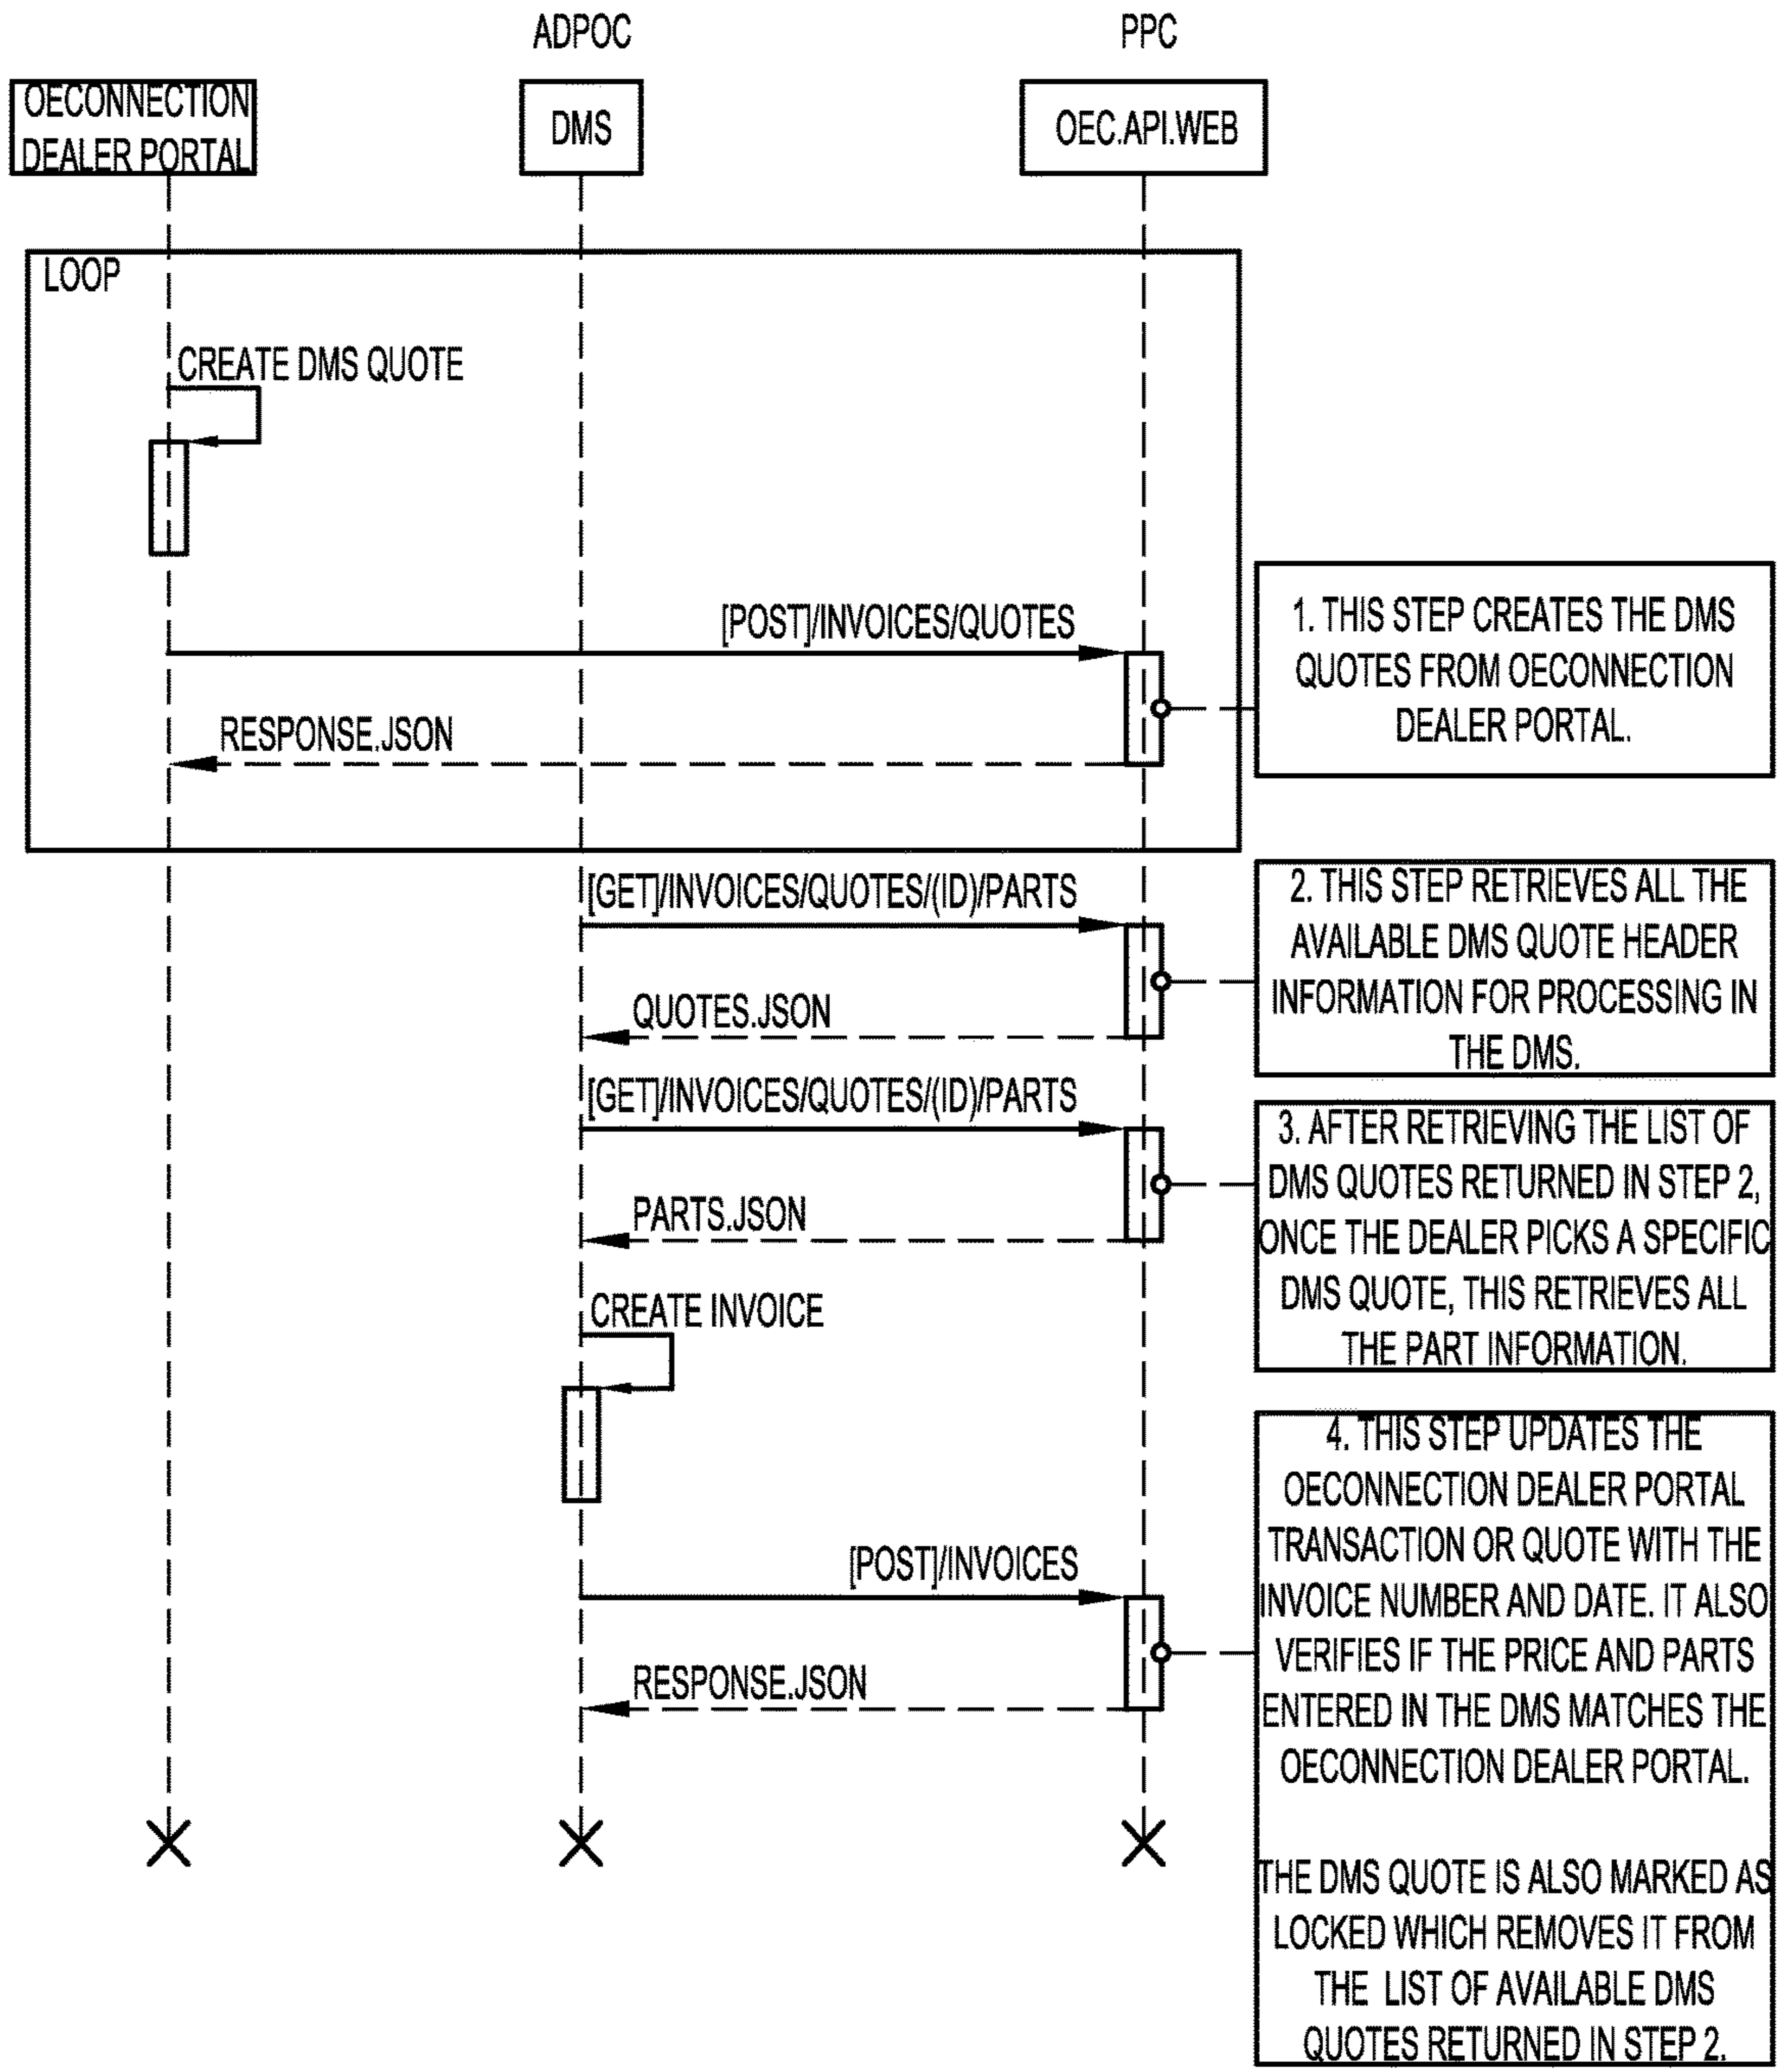 ADPOC
PPC
OECONNECTION
DEALER PORTAL
DMS
OEC.API.WEB
LOOP
CREATE DMS QUOTE
[POST]/INVOICES/QUOTES
RESPONSE.JSON
1. THIS STEP CREATES THE DMS
QUOTES FROM OECONNECTION
DEALER PORTAL.
[GET]/INVOICES/QUOTES/(ID)/PARTS
QUOTES.JSON
2. THIS STEP RETRIEVES ALL THE
AVAILABLE DMS QUOTE HEADER
INFORMATION FOR PROCESSING IN
THE DMS.
[GET]/INVOICES/QUOTES/(ID)/PARTS
PARTS.JSON
3. AFTER RETRIEVING THE LIST OF
DMS QUOTES RETURNED IN STEP 2,
ONCE THE DEALER PICKS A SPECIFIC
DMS QUOTE, THIS RETRIEVES ALL
THE PART INFORMATION.
CREATE INVOICE
[POST]/INVOICES
RESPONSE.JSON
4. THIS STEP UPDATES THE
OECONNECTION DEALER PORTAL
TRANSACTION OR QUOTE WITH THE
INVOICE NUMBER AND DATE. IT ALSO
VERIFIES IF THE PRICE AND PARTS
ENTERED IN THE DMS MATCHES THE
OECONNECTION DEALER PORTAL.
THE DMS QUOTE IS ALSO MARKED AS
LOCKED WHICH REMOVES IT FROM
THE LIST OF AVAILABLE DMS
QUOTES RETURNED IN STEP 2.